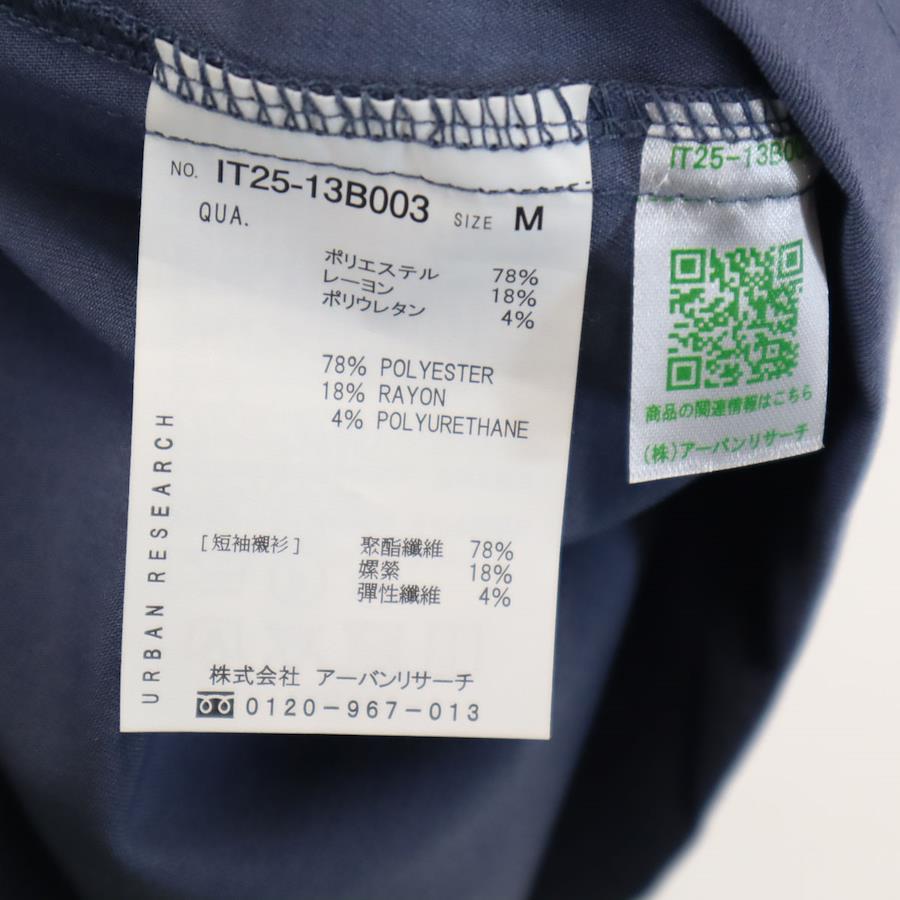 NO. IT25-13B003 SIZE M
QUA.
ポリエステル 78%
レーヨン 18%
ポリウレタン 4%
78% POLYESTER
18% RAYON
4% POLYURETHANE
[短袖襯衫] 聚酯纖維 78%
嫘縈 18%
彈性纖維 4%
株式会社 アーバンリサーチ
0120-967-013
URBAN RESEARCH
IT25-13B00
商品の関連情報はこちら
(株)アーバンリサーチ